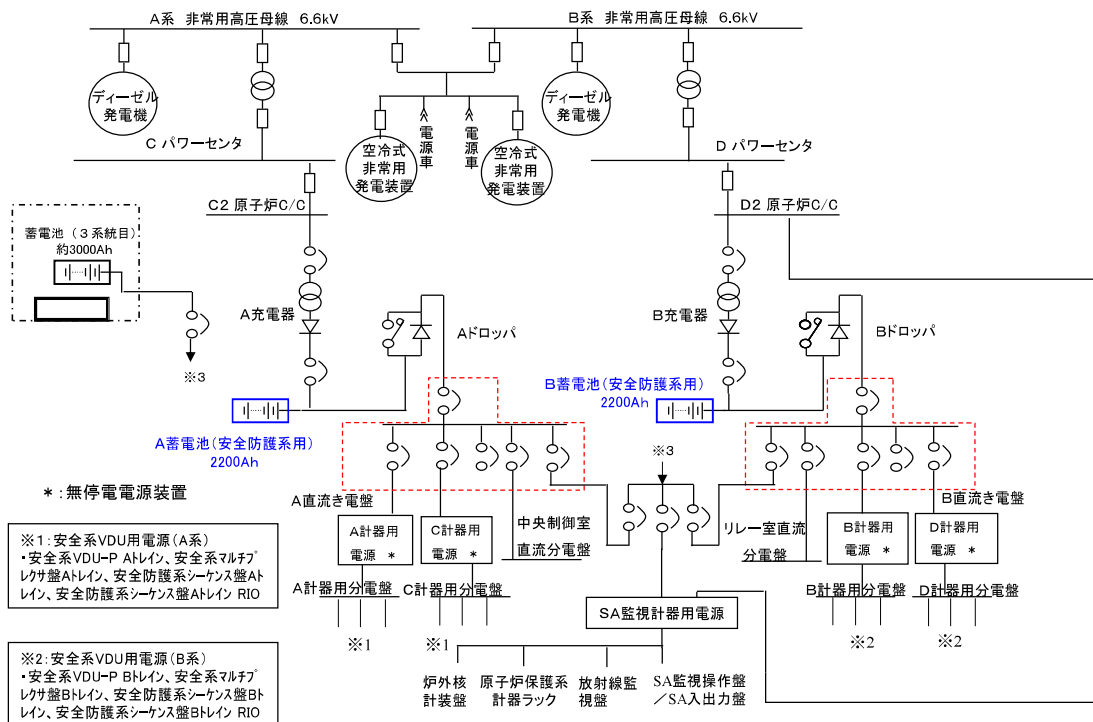 A系 非常用高圧母線 6.6kV
B系 非常用高圧母線 6.6kV
ディーゼル
発電機
ディーゼル
発電機
C パワーセンタ
D パワーセンタ
空冷式
非常用
発電装置
電源車
電源車
空冷式
非常用
発電装置
C2 原子炉C/C
D2 原子炉C/C
蓄電池（３系統目）
約3000Ah
※3
A充電器
Aドロッパ
B充電器
Bドロッパ
A蓄電池（安全防護系用）
2200Ah
B蓄電池（安全防護系用）
2200Ah
＊：無停電電源装置
※3
A直流き電盤
B直流き電盤
A計器用
電源 ＊
C計器用
電源 ＊
中央制御室
直流分電盤
リレー室直流
分電盤
B計器用
電源 ＊
D計器用
電源 ＊
A計器用分電盤
C計器用分電盤
B計器用分電盤
D計器用分電盤
※1
※1
※2
※2
SA監視計器用電源
炉外核
計装盤
原子炉保護系
計器ラック
放射線監
視盤
SA監視操作盤
／SA入出力盤
※1：安全系VDU用電源（A系）
・安全系VDU-P Aトレイン、安全系マルチプ
レクサ盤Aトレイン、安全防護系シーケンス盤Aト
レイン、安全防護系シーケンス盤Aトレイン RIO
※2：安全系VDU用電源（B系）
・安全系VDU-P Bトレイン、安全系マルチプ
レクサ盤Bトレイン、安全防護系シーケンス盤Bト
レイン、安全防護系シーケンス盤Bトレイン RIO